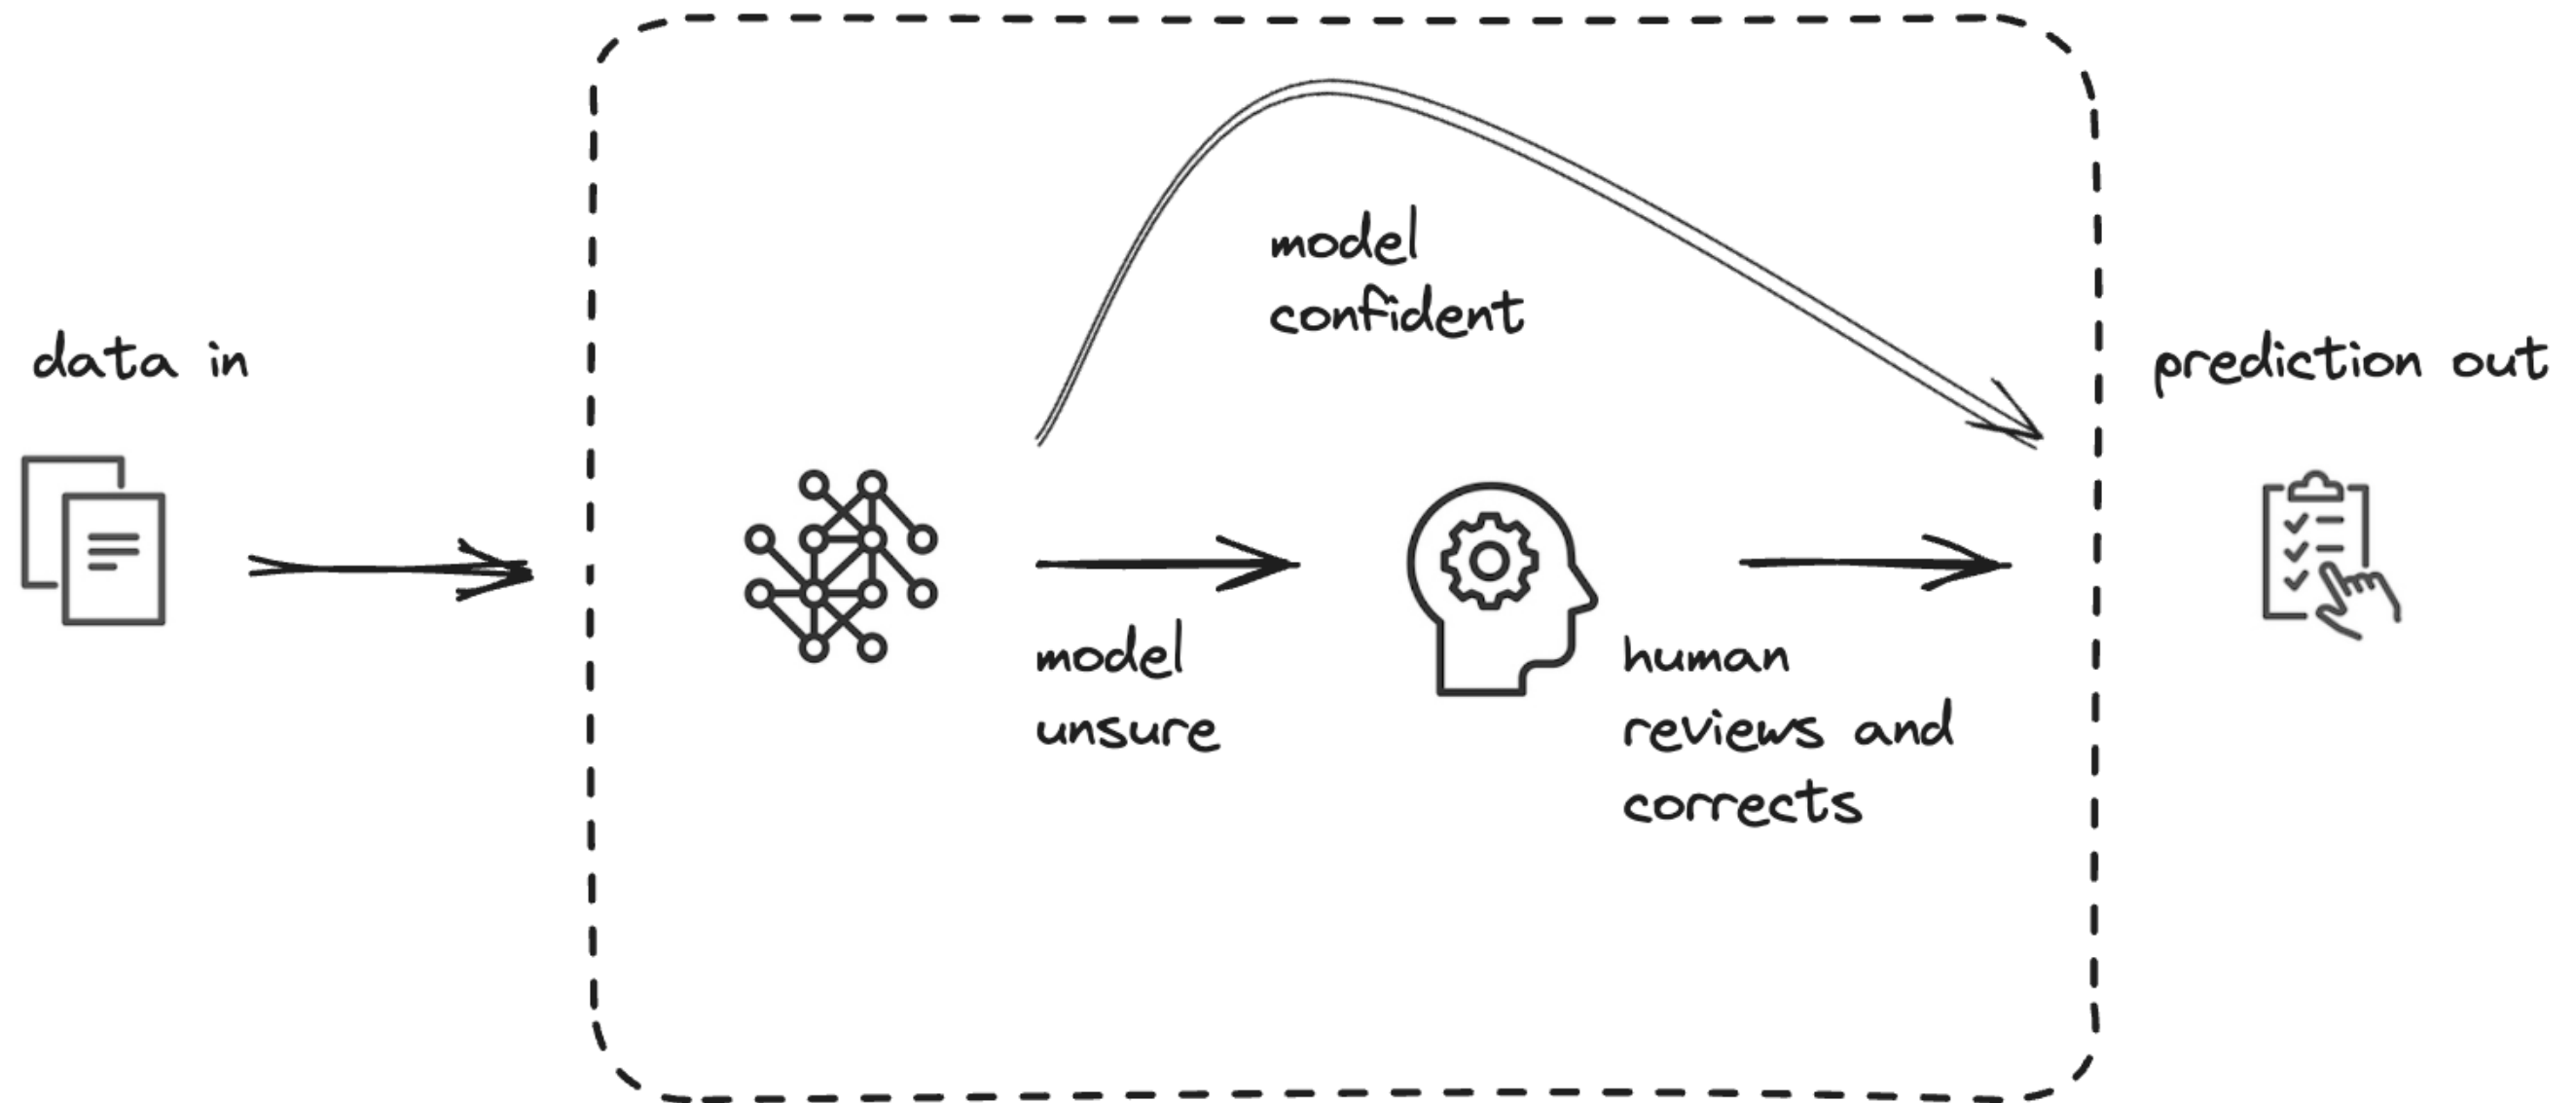 data in
model
confident
model
unsure
human
reviews and
corrects
prediction out